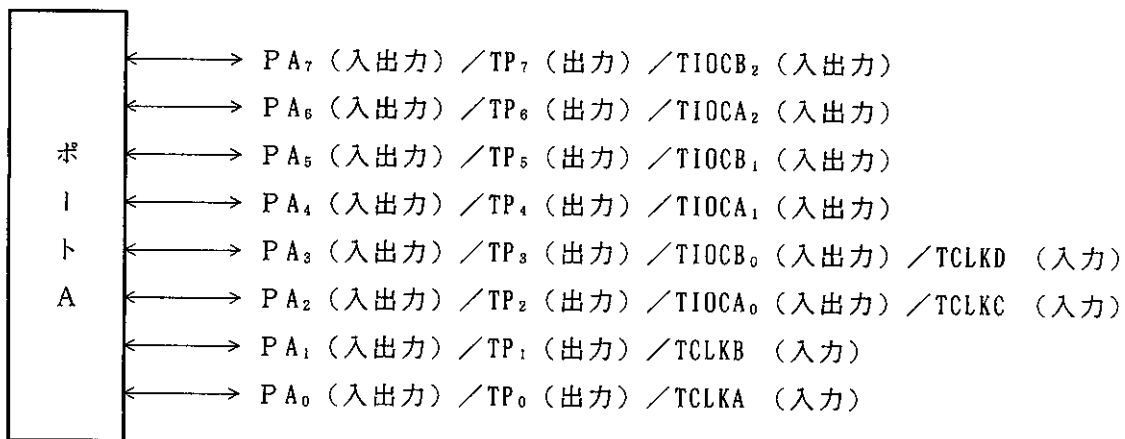 ポートA
PA₇（入出力）／TP₇（出力）／TIOCB₂（入出力）
PA₆（入出力）／TP₆（出力）／TIOCA₂（入出力）
PA₅（入出力）／TP₅（出力）／TIOCB₁（入出力）
PA₄（入出力）／TP₄（出力）／TIOCA₁（入出力）
PA₃（入出力）／TP₃（出力）／TIOCB₀（入出力）／TCLKD （入力）
PA₂（入出力）／TP₂（出力）／TIOCA₀（入出力）／TCLKC （入力）
PA₁（入出力）／TP₁（出力）／TCLKB （入力）
PA₀（入出力）／TP₀（出力）／TCLKA （入力）